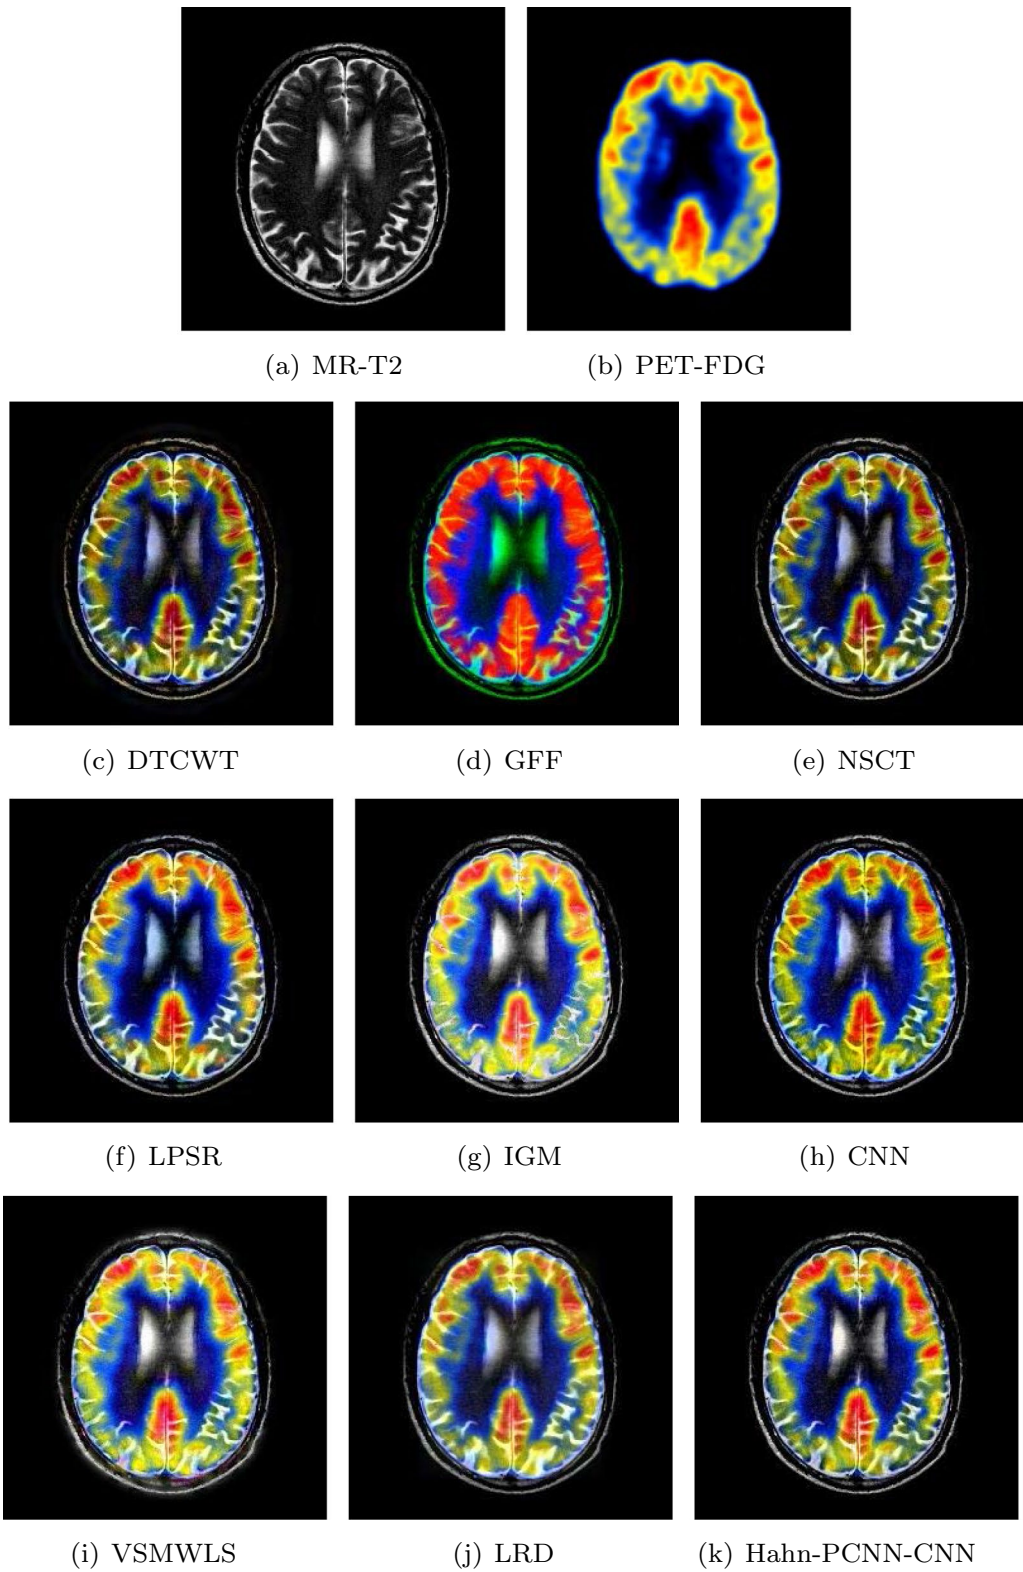 (a) MR-T2
(b) PET-FDG
(c) DTCWT
(d) GFF
(e) NSCT
(f) LPSR
(g) IGM
(h) CNN
(i) VSMWLS
(j) LRD
(k) Hahn-PCNN-CNN